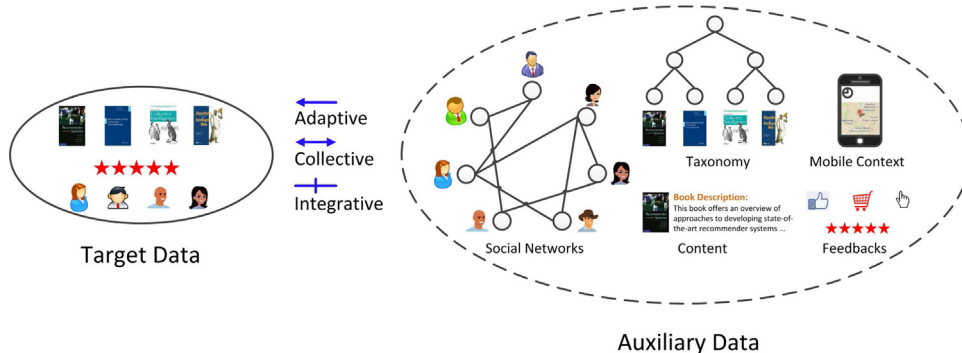 Adaptive
Collective
Integrative
Target Data
Social Networks
Taxonomy
Mobile Context
Book Description:
This book offers an overview of
approaches to developing state-of-
the-art recommender systems ...
Content
Feedbacks
Auxiliary Data